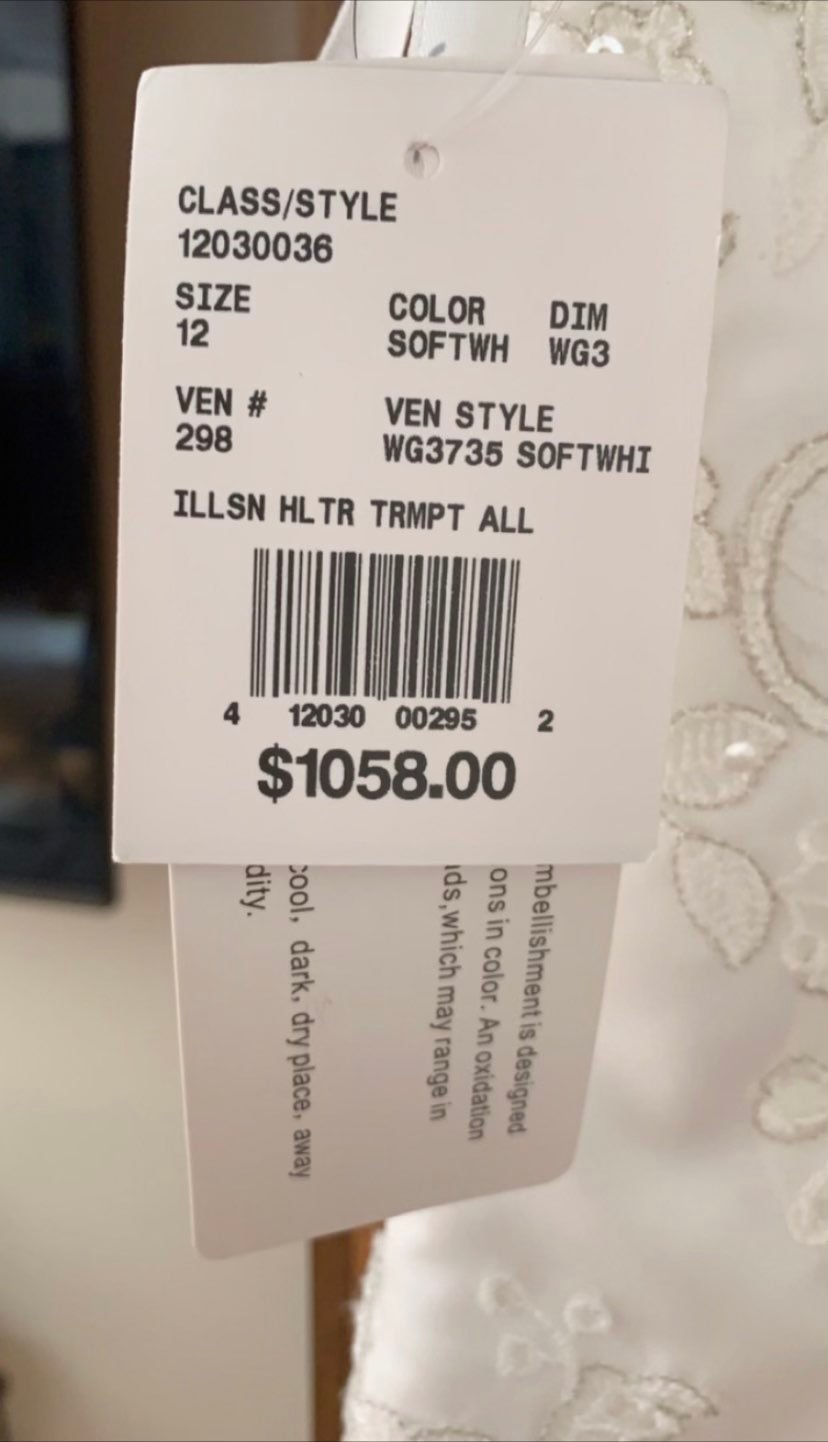 CLASS/STYLE
12030036
SIZE COLOR DIM
12 SOFTWH WG3
VEN # VEN STYLE
298 WG3735 SOFTWHI
ILLSN HLTR TRMPT ALL
4 12030 00295 2
$1058.00
mbellishment is designed
ons in color. An oxidation
ds, which may range in
cool, dark, dry place, away
dity.